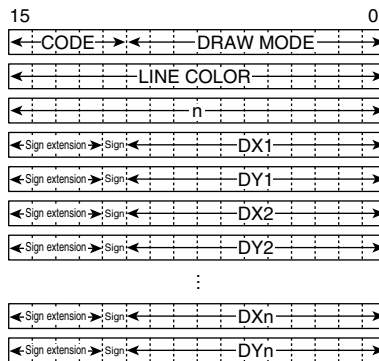 15 0
CODE DRAW MODE
LINE COLOR
n
Sign extension Sign DX1
Sign extension Sign DY1
Sign extension Sign DX2
Sign extension Sign DY2
⋮
Sign extension Sign DXn
Sign extension Sign DYn